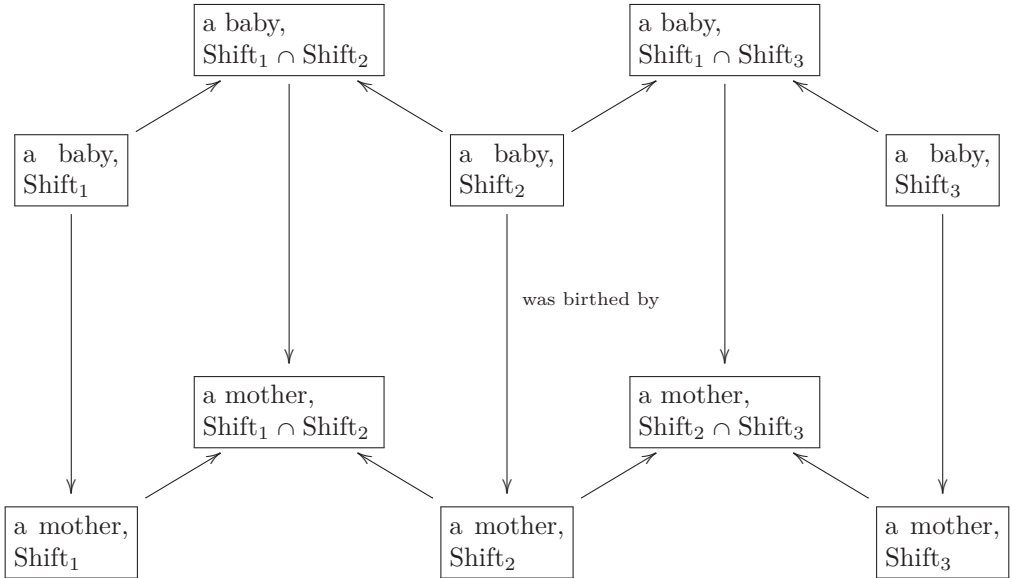 a baby,
Shift₁ ∩ Shift₂
a baby,
Shift₁ ∩ Shift₃
a baby,
Shift₁
a baby,
Shift₂
a baby,
Shift₃
was birthed by
a mother,
Shift₁ ∩ Shift₂
a mother,
Shift₂ ∩ Shift₃
a mother,
Shift₁
a mother,
Shift₂
a mother,
Shift₃